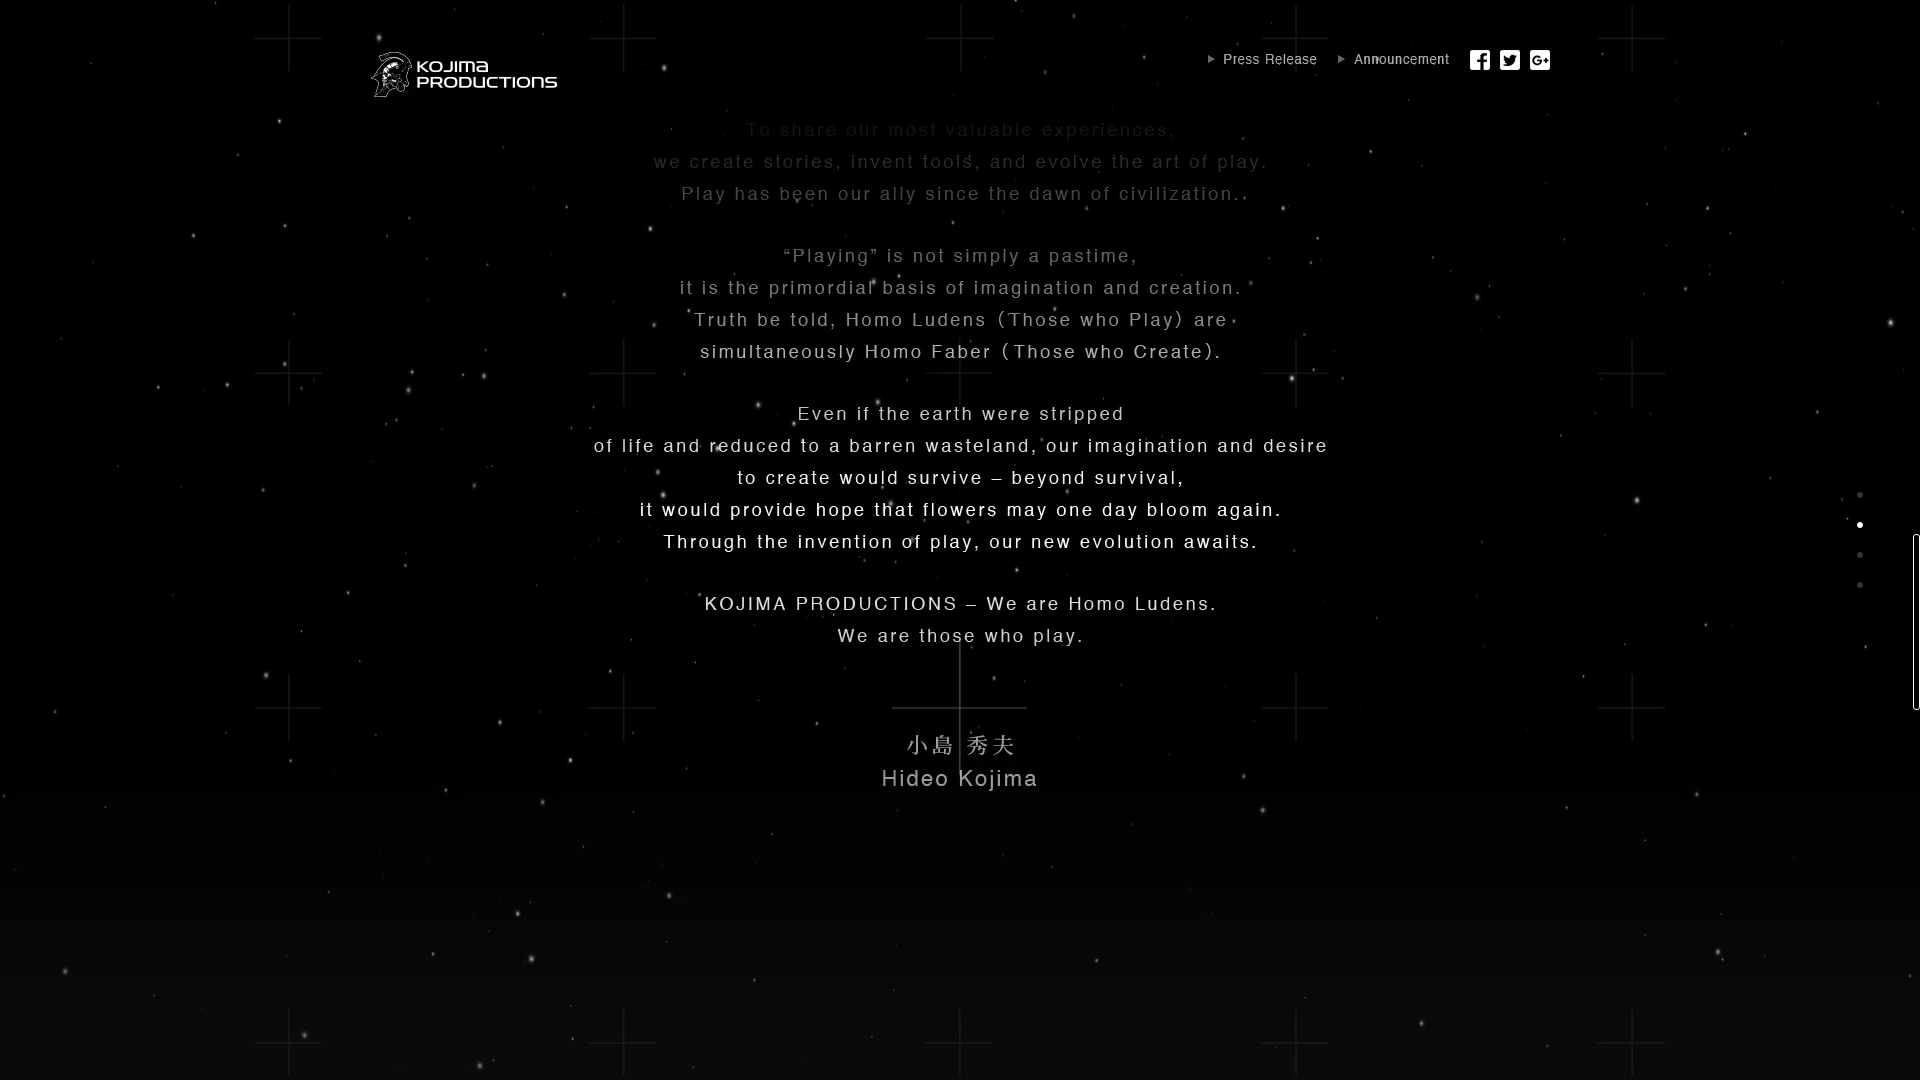 KOJIMA
PRODUCTIONS
Press Release
Announcement
To share our most valuable experiences,
we create stories, invent tools, and evolve the art of play.
Play has been our ally since the dawn of civilization.
“Playing” is not simply a pastime,
it is the primordial basis of imagination and creation.
Truth be told, Homo Ludens (Those who Play) are
simultaneously Homo Faber (Those who Create).
Even if the earth were stripped
of life and reduced to a barren wasteland, our imagination and desire
to create would survive – beyond survival,
it would provide hope that flowers may one day bloom again.
Through the invention of play, our new evolution awaits.
KOJIMA PRODUCTIONS – We are Homo Ludens.
We are those who play.
小島 秀夫
Hideo Kojima